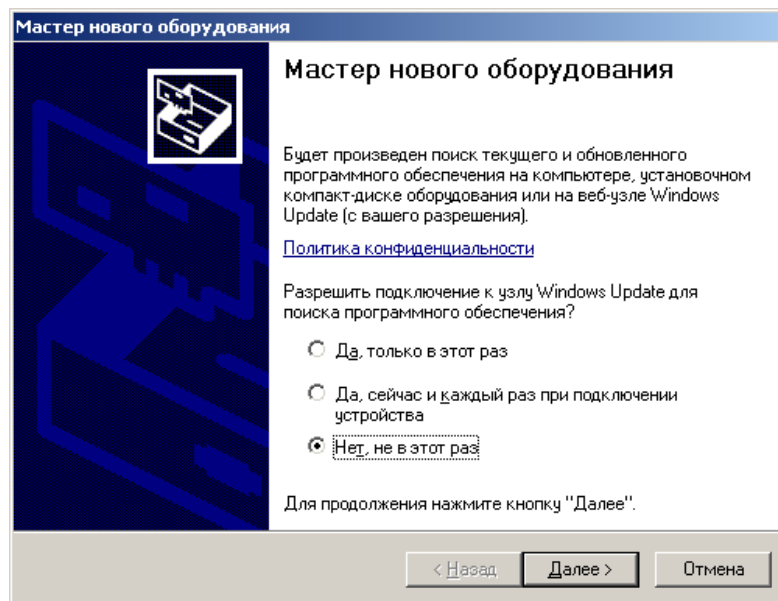 Мастер нового оборудования
Мастер нового оборудования
Будет произведен поиск текущего и обновленного
программного обеспечения на компьютере, установочном
компакт-диске оборудования или на веб-узле Windows
Update (с вашего разрешения).
Политика конфиденциальности
Разрешить подключение к узлу Windows Update для
поиска программного обеспечения?
Да, только в этот раз
Да, сейчас и каждый раз при подключении
устройства
Нет, не в этот раз
Для продолжения нажмите кнопку "Далее".
< Назад
Далее >
Отмена